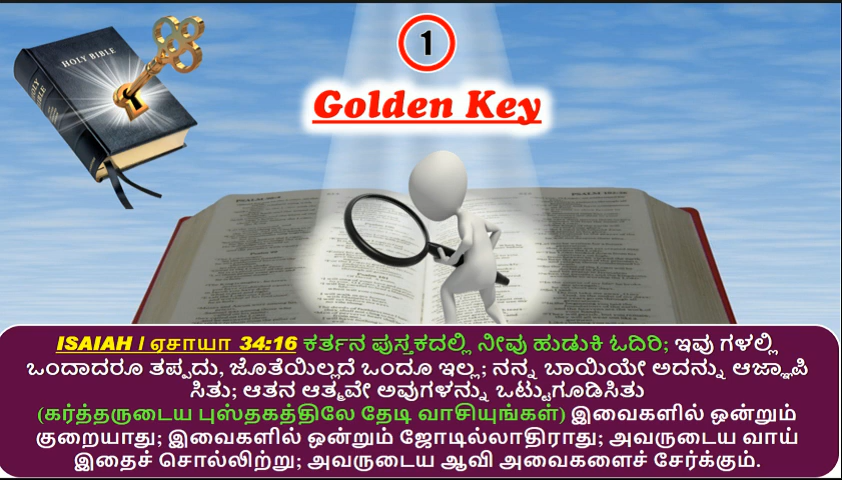 HOLY BIBLE
HOLY BIBLE
1
Golden Key
ISAIAH / ஏசாயா 34:16 ಕರ್ತನ ಪುಸ್ತಕದಲ್ಲಿ ನೀವು ಹುಡುಕಿ ಓದಿರಿ; ಇವು ಗಳಲ್ಲಿ
ಒಂದಾದರೂ ತಪ್ಪದು, ಜೊತೆಯಿಲ್ಲದೆ ಒಂದೂ ಇಲ್ಲ; ನನ್ನ ಬಾಯಿಯೇ ಅದನ್ನು ಆಜ್ಞಾಪಿ
ಸಿತು; ಆತನ ಆತ್ಮವೇ ಅವುಗಳನ್ನು ಒಟ್ಟುಗೂಡಿಸಿತು
(கர்த்தருடைய புஸ்தகத்திலே தேடி வாசியுங்கள்) இவைகளில் ஒன்றும்
குறையாது; இவைகளில் ஒன்றும் ஜோடில்லாதிராது; அவருடைய வாய்
இதைச் சொல்லிற்று; அவருடைய ஆவி அவைகளைச் சேர்க்கும்.